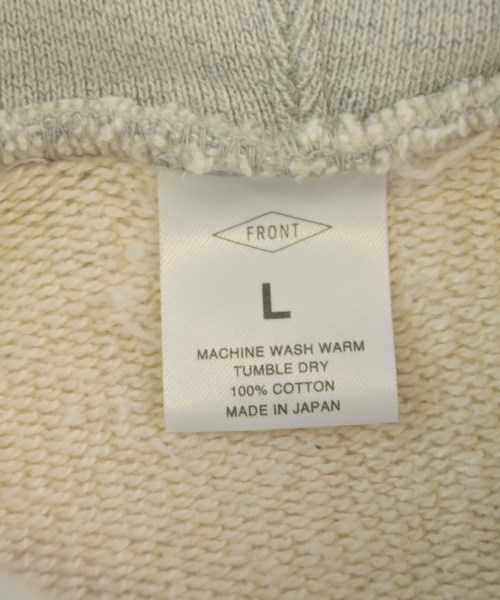 FRONT
L
MACHINE WASH WARM
TUMBLE DRY
100% COTTON
MADE IN JAPAN